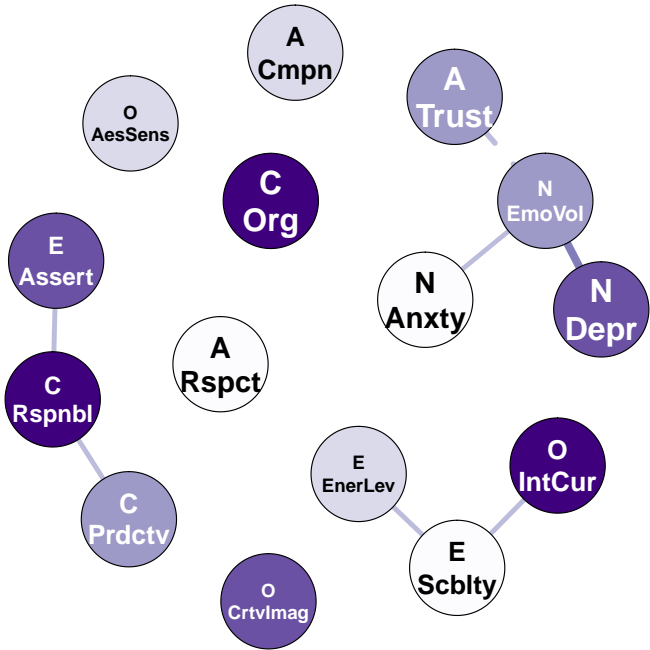 A
Cmpn
A
Trust
O
AesSens
C
Org
N
EmoVol
E
Assert
N
Anxty
N
Depr
A
Rspct
C
Rspnbl
E
EnerLev
O
IntCur
C
Prdctv
E
Scblty
O
CrtvImag